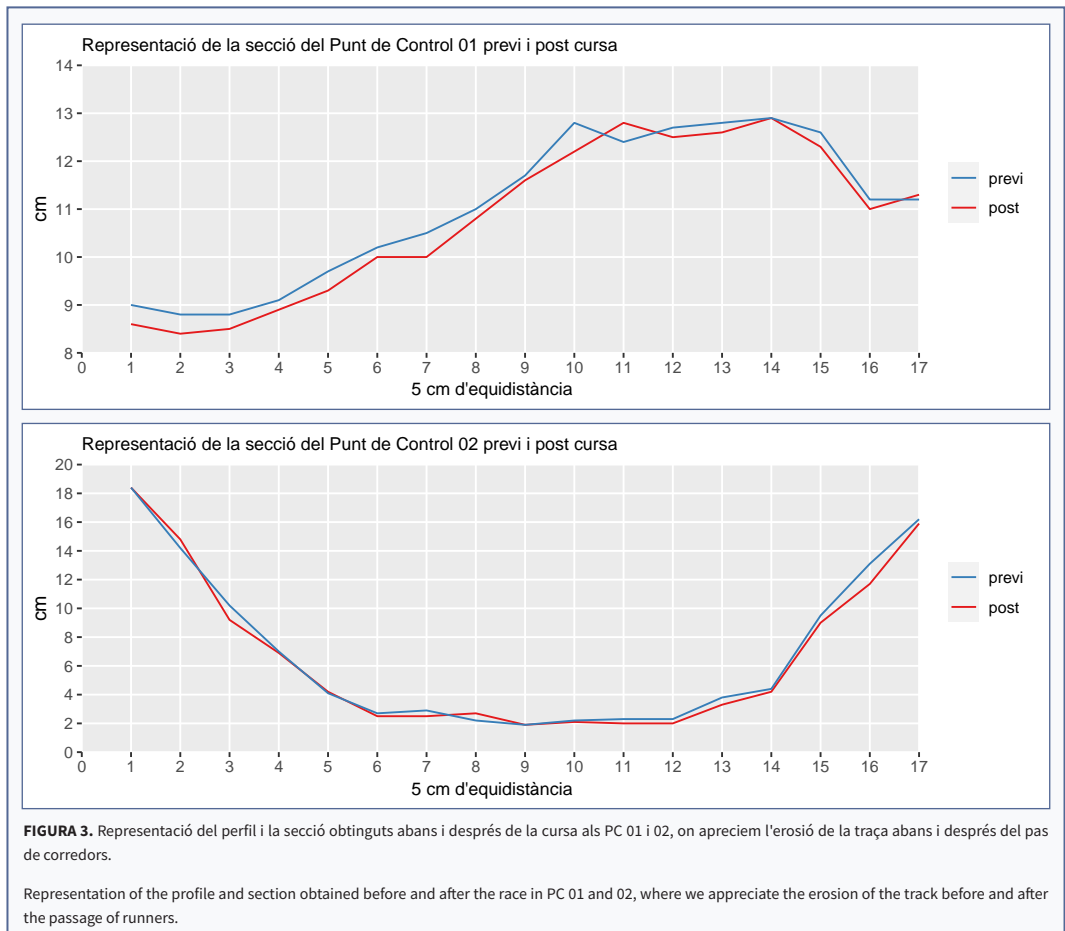 Representació de la secció del Punt de Control 01 previ i post cursa
14
13
12
11
10
9
8
cm
0 1 2 3 4 5 6 7 8 9 10 11 12 13 14 15 16 17
5 cm d'equidistància
previ
post
Representació de la secció del Punt de Control 02 previ i post cursa
20
18
16
14
12
10
8
6
4
2
0
cm
0 1 2 3 4 5 6 7 8 9 10 11 12 13 14 15 16 17
5 cm d'equidistància
previ
post
FIGURA 3. Representació del perfil i la secció obtinguts abans i després de la cursa als PC 01 i 02, on apreciem l'erosió de la traça abans i després del pas
de corredors.
Representation of the profile and section obtained before and after the race in PC 01 and 02, where we appreciate the erosion of the track before and after
the passage of runners.